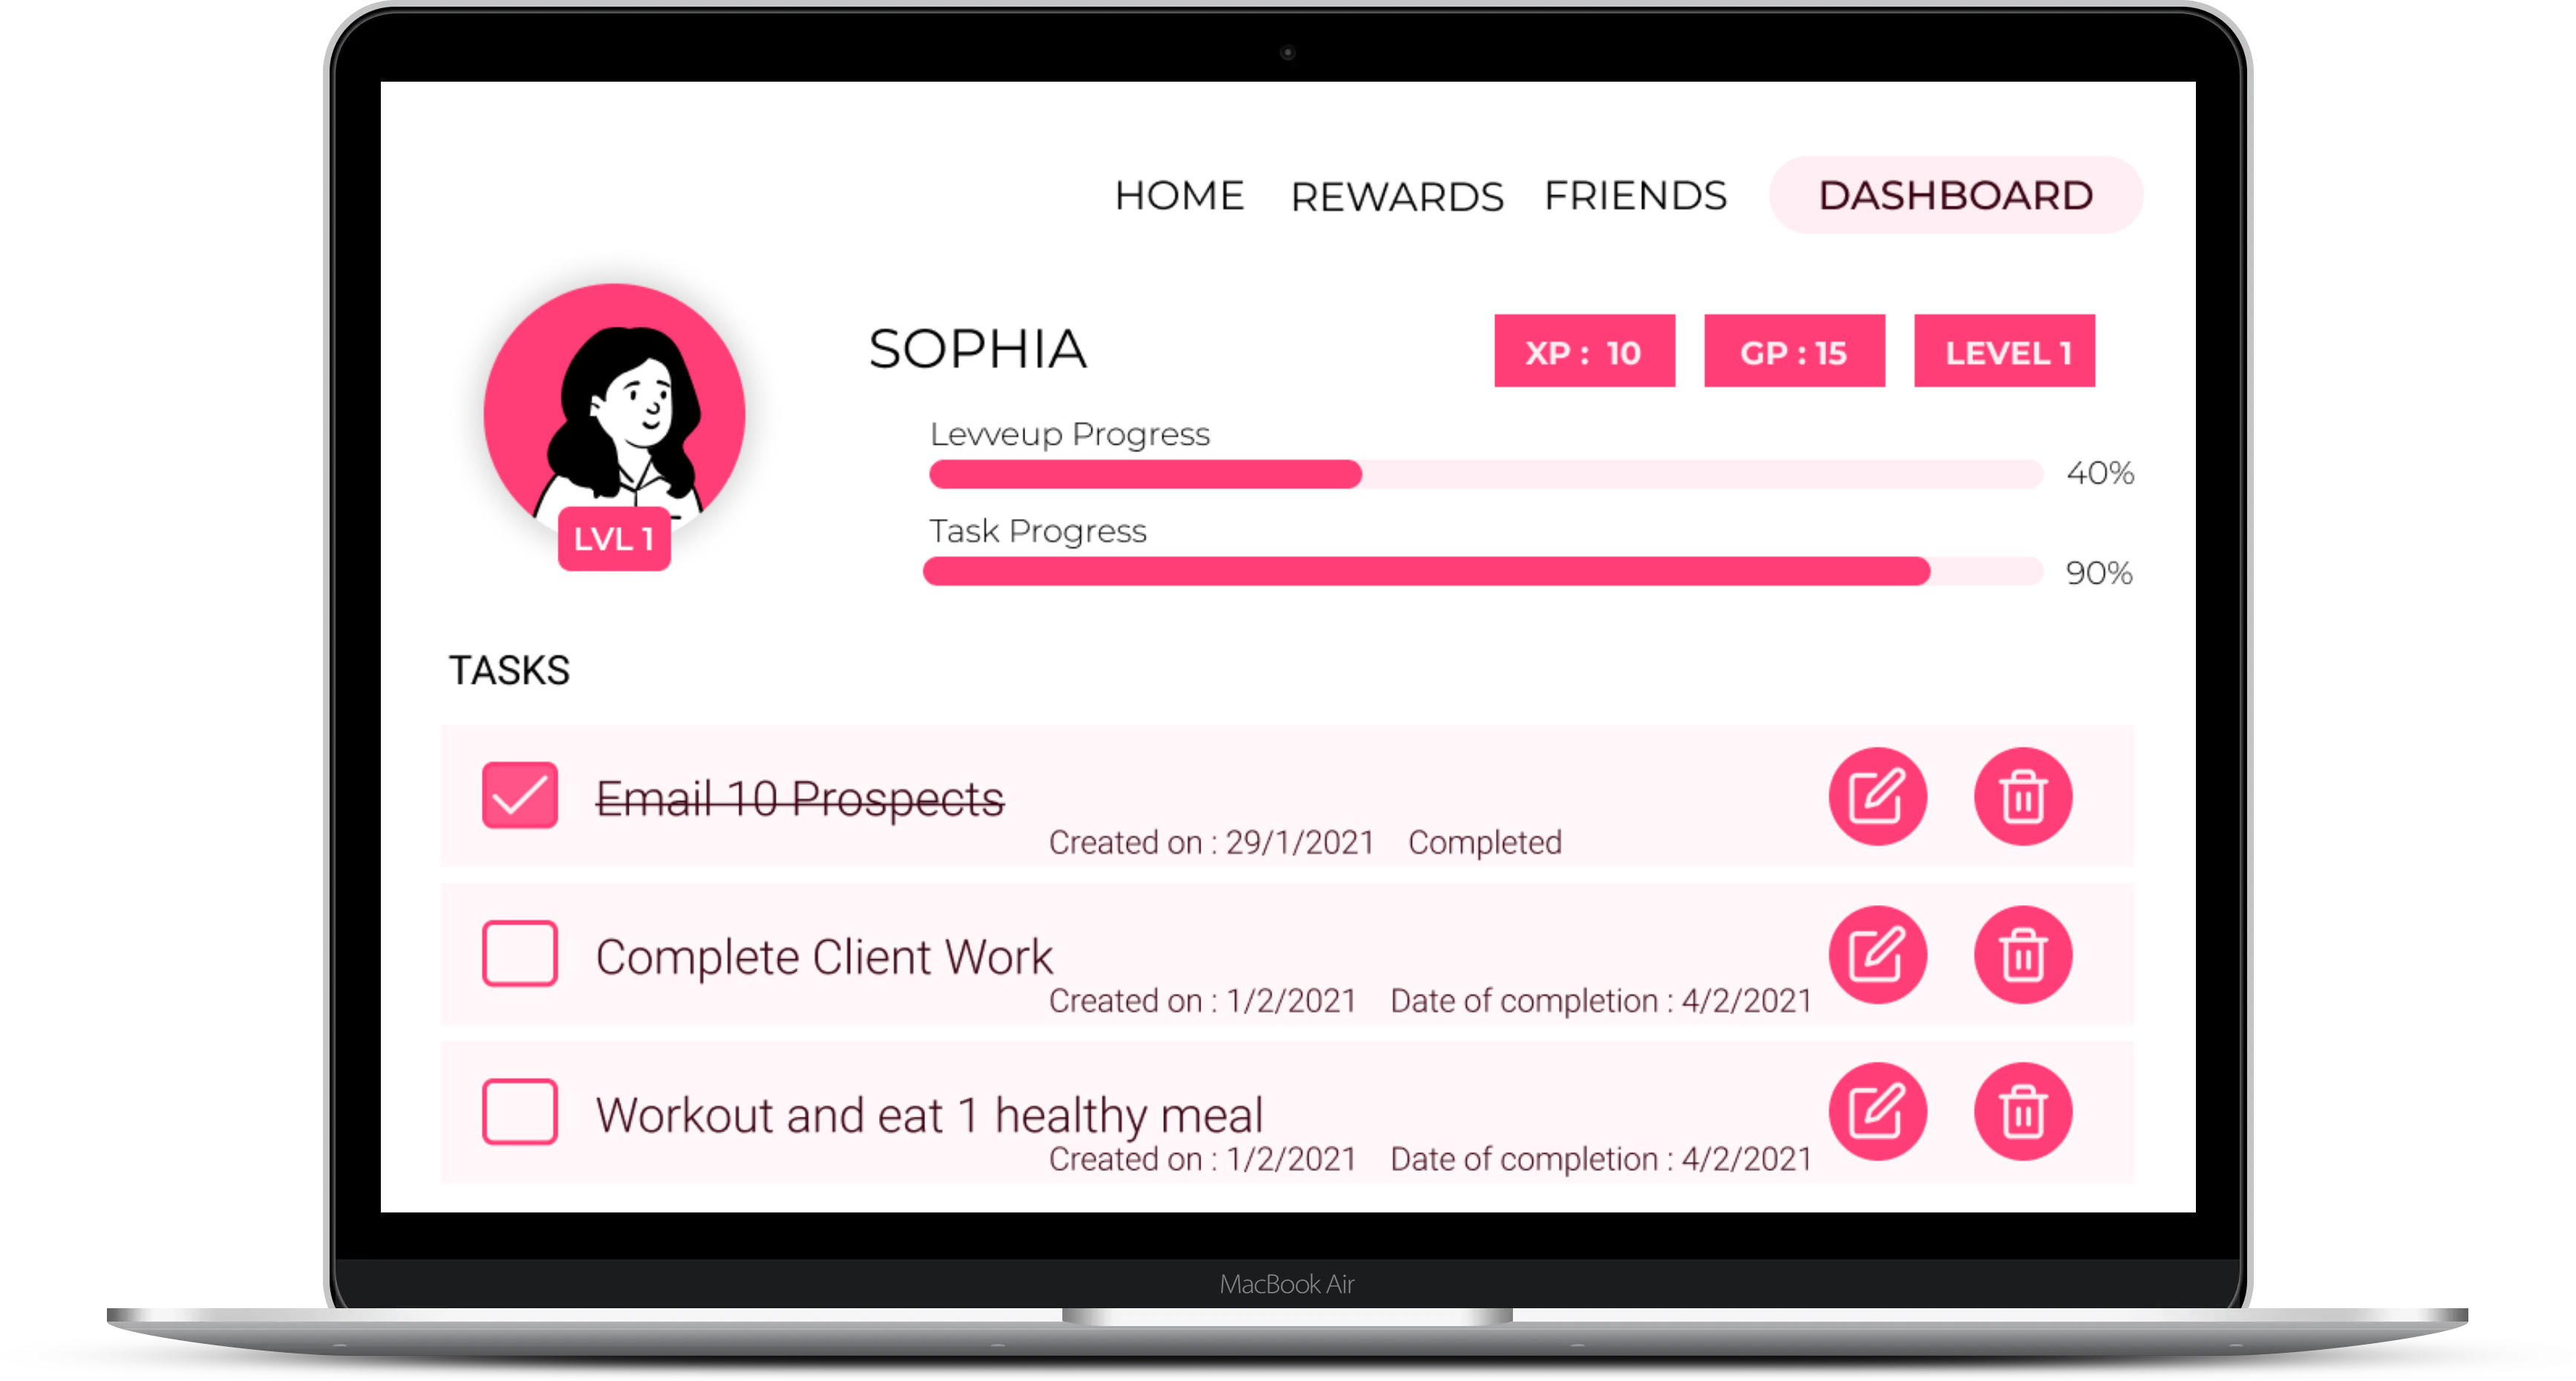 HOME REWARDS FRIENDS DASHBOARD
SOPHIA
XP : 10 GP : 15 LEVEL 1
Levveup Progress
40%
Task Progress
90%
LVL 1
TASKS
Email 10 Prospects
Created on : 29/1/2021 Completed
Complete Client Work
Created on : 1/2/2021 Date of completion : 4/2/2021
Workout and eat 1 healthy meal
Created on : 1/2/2021 Date of completion : 4/2/2021
MacBook Air